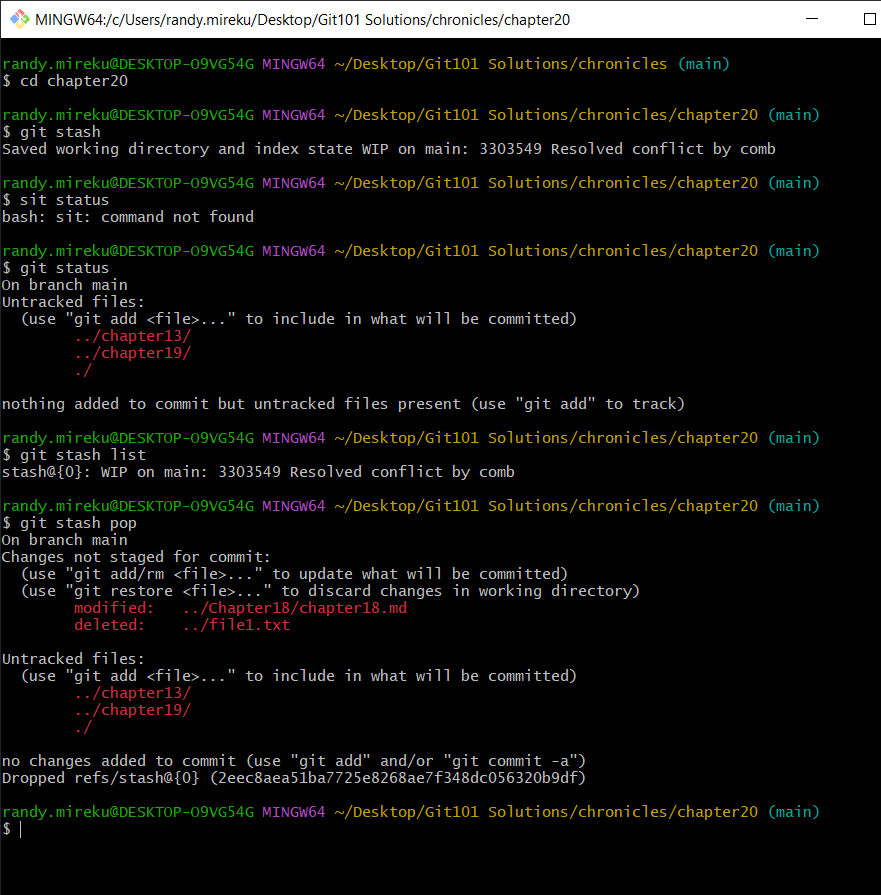 MINGW64:/c/Users/randy.mireku/Desktop/Git101 Solutions/chronicles/chapter20
randy.mireku@DESKTOP-O9VG54G MINGW64 ~/Desktop/Git101 Solutions/chronicles (main)
$ cd chapter20
randy.mireku@DESKTOP-O9VG54G MINGW64 ~/Desktop/Git101 Solutions/chronicles/chapter20 (main)
$ git stash
Saved working directory and index state WIP on main: 3303549 Resolved conflict by comb
randy.mireku@DESKTOP-O9VG54G MINGW64 ~/Desktop/Git101 Solutions/chronicles/chapter20 (main)
$ sit status
bash: sit: command not found
randy.mireku@DESKTOP-O9VG54G MINGW64 ~/Desktop/Git101 Solutions/chronicles/chapter20 (main)
$ git status
On branch main
Untracked files:
  (use "git add <file>..." to include in what will be committed)
        ../chapter13/
        ../chapter19/
        ./
nothing added to commit but untracked files present (use "git add" to track)
randy.mireku@DESKTOP-O9VG54G MINGW64 ~/Desktop/Git101 Solutions/chronicles/chapter20 (main)
$ git stash list
stash@{0}: WIP on main: 3303549 Resolved conflict by comb
randy.mireku@DESKTOP-O9VG54G MINGW64 ~/Desktop/Git101 Solutions/chronicles/chapter20 (main)
$ git stash pop
On branch main
Changes not staged for commit:
  (use "git add/rm <file>..." to update what will be committed)
  (use "git restore <file>..." to discard changes in working directory)
        modified:   ../Chapter18/chapter18.md
        deleted:    ../file1.txt
Untracked files:
  (use "git add <file>..." to include in what will be committed)
        ../chapter13/
        ../chapter19/
        ./
no changes added to commit (use "git add" and/or "git commit -a")
Dropped refs/stash@{0} (2eec8aea51ba7725e8268ae7f348dc056320b9df)
randy.mireku@DESKTOP-O9VG54G MINGW64 ~/Desktop/Git101 Solutions/chronicles/chapter20 (main)
$